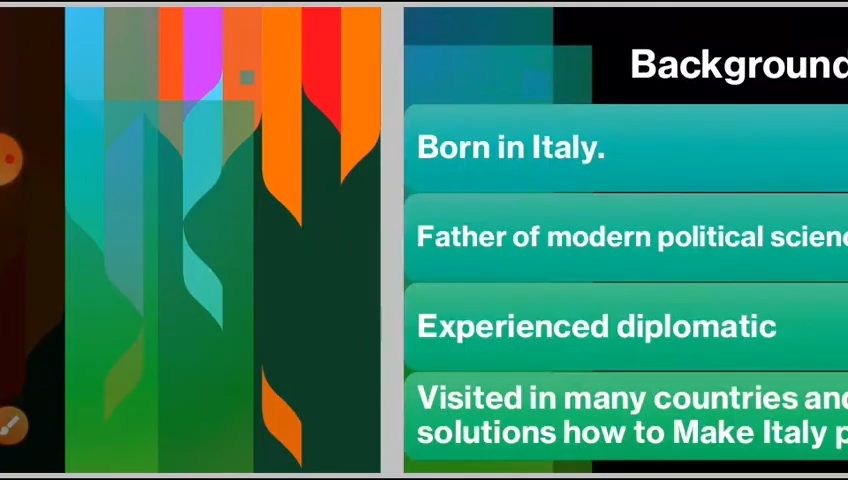 Background
Born in Italy.
Father of modern political scienc
Experienced diplomatic
Visited in many countries and
solutions how to Make Italy p